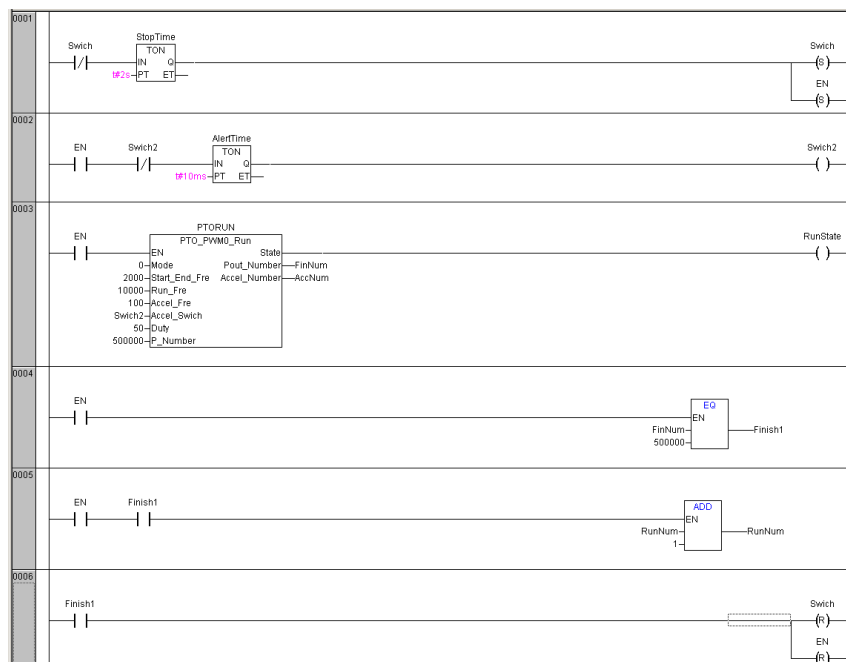 0001
Swich
StopTime
TON
IN Q
t#2s PT ET
Swich
S
EN
S
0002
EN
Swich2
AlertTime
TON
IN Q
t#10ms PT ET
Swich2
0003
EN
PTORUN
PTO_PWM0_Run
EN State
RunState
0 Mode Pout_Number FinNum
2000 Start_End_Fre Accel_Number AccNum
10000 Run_Fre
100 Accel_Fre
Swich2 Accel_Swich
50 Duty
500000 P_Number
0004
EN
EQ
EN
FinNum Finish1
500000
0005
EN
Finish1
ADD
EN
RunNum RunNum
1
0006
Finish1
Swich
R
EN
R